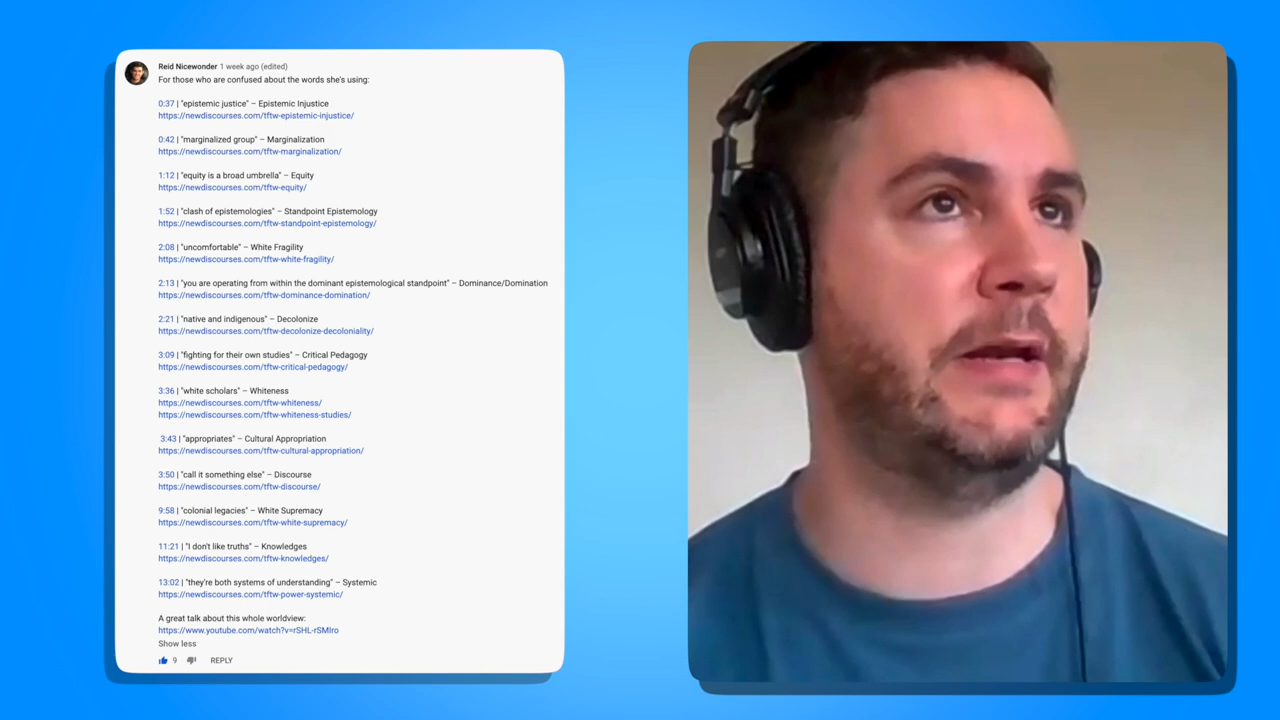 Reid Nicewonder 1 week ago (edited)
For those who are confused about the words she's using:
0:37 | "epistemic justice" – Epistemic Injustice
https://newdiscourses.com/tftw-epistemic-injustice/
0:42 | "marginalized group" – Marginalization
https://newdiscourses.com/tftw-marginalization/
1:12 | "equity is a broad umbrella" – Equity
https://newdiscourses.com/tftw-equity/
1:52 | "clash of epistemologies" – Standpoint Epistemology
https://newdiscourses.com/tftw-standpoint-epistemology/
2:08 | "uncomfortable" – White Fragility
https://newdiscourses.com/tftw-white-fragility/
2:13 | "you are operating from within the dominant epistemological standpoint" – Dominance/Domination
https://newdiscourses.com/tftw-dominance-domination/
2:21 | "native and indigenous" – Decolonize
https://newdiscourses.com/tftw-decolonize-decoloniality/
3:09 | "fighting for their own studies" – Critical Pedagogy
https://newdiscourses.com/tftw-critical-pedagogy/
3:36 | "white scholars" – Whiteness
https://newdiscourses.com/tftw-whiteness/
https://newdiscourses.com/tftw-whiteness-studies/
3:43 | "appropriates" – Cultural Appropriation
https://newdiscourses.com/tftw-cultural-appropriation/
3:50 | "call it something else" – Discourse
https://newdiscourses.com/tftw-discourse/
9:58 | "colonial legacies" – White Supremacy
https://newdiscourses.com/tftw-white-supremacy/
11:21 | "I don't like truths" – Knowledges
https://newdiscourses.com/tftw-knowledges/
13:02 | "they're both systems of understanding" – Systemic
https://newdiscourses.com/tftw-power-systemic/
A great talk about this whole worldview:
https://www.youtube.com/watch?v=rSHL-rSMIro
Show less
9 REPLY